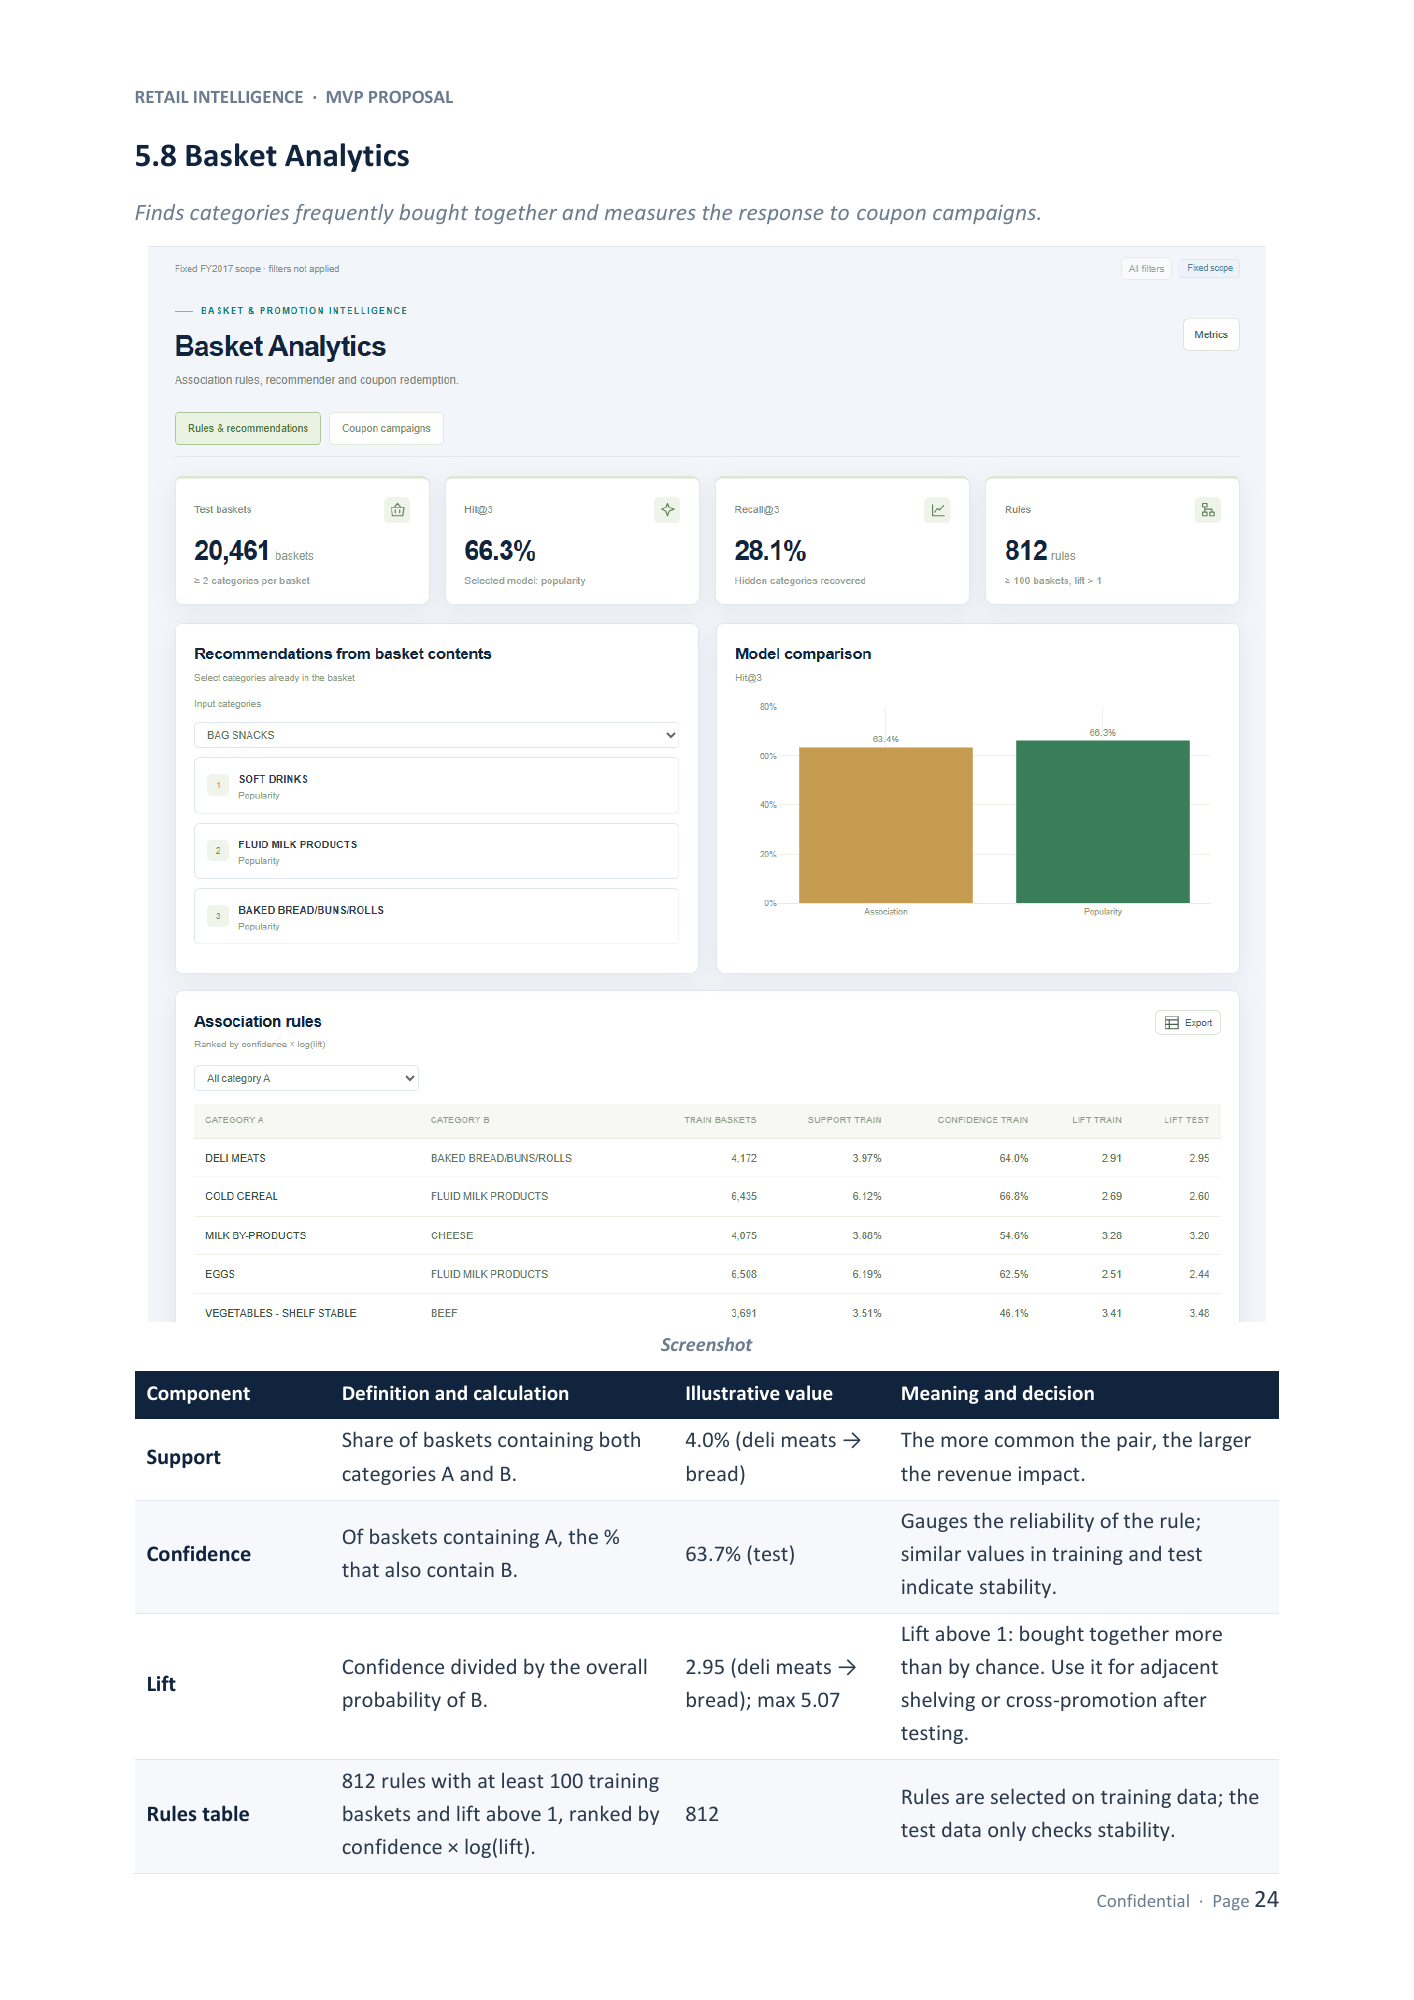 RETAIL INTELLIGENCE · MVP PROPOSAL
5.8 Basket Analytics
Finds categories frequently bought together and measures the response to coupon campaigns.
Fixed FY2017 scope · filters not applied
All filters
Fixed scope
BASKET & PROMOTION INTELLIGENCE
Basket Analytics
Metrics
Association rules, recommender and coupon redemption.
Rules & recommendations
Coupon campaigns
Test baskets
20,461 baskets
≥ 2 categories per basket
Hit@3
66.3%
Selected model: popularity
Recall@3
28.1%
Hidden categories recovered
Rules
812 rules
≥ 100 baskets, lift > 1
Recommendations from basket contents
Select categories already in the basket
Input categories
BAG SNACKS
1
SOFT DRINKS
Popularity
2
FLUID MILK PRODUCTS
Popularity
3
BAKED BREAD/BUNS/ROLLS
Popularity
Model comparison
Hit@3
80%
60%
40%
20%
0%
63.4%
66.3%
Association
Popularity
Association rules
Export
Ranked by confidence × log(lift)
All category A
CATEGORY A CATEGORY B TRAIN BASKETS SUPPORT TRAIN CONFIDENCE TRAIN LIFT TRAIN LIFT TEST
DELI MEATS BAKED BREAD/BUNS/ROLLS 4,172 3.97% 64.0% 2.91 2.95
COLD CEREAL FLUID MILK PRODUCTS 6,435 6.12% 66.8% 2.69 2.60
MILK BY-PRODUCTS CHEESE 4,075 3.88% 54.6% 3.28 3.20
EGGS FLUID MILK PRODUCTS 6,508 6.19% 62.5% 2.51 2.44
VEGETABLES - SHELF STABLE BEEF 3,691 3.51% 46.1% 3.41 3.48
Screenshot
Component Definition and calculation Illustrative value Meaning and decision
Support
Share of baskets containing both
categories A and B.
4.0% (deli meats →
bread)
The more common the pair, the larger
the revenue impact.
Confidence
Of baskets containing A, the %
that also contain B.
63.7% (test)
Gauges the reliability of the rule;
similar values in training and test
indicate stability.
Lift
Confidence divided by the overall
probability of B.
2.95 (deli meats →
bread); max 5.07
Lift above 1: bought together more
than by chance. Use it for adjacent
shelving or cross-promotion after
testing.
Rules table
812 rules with at least 100 training
baskets and lift above 1, ranked by
confidence × log(lift).
812
Rules are selected on training data; the
test data only checks stability.
Confidential · Page 24